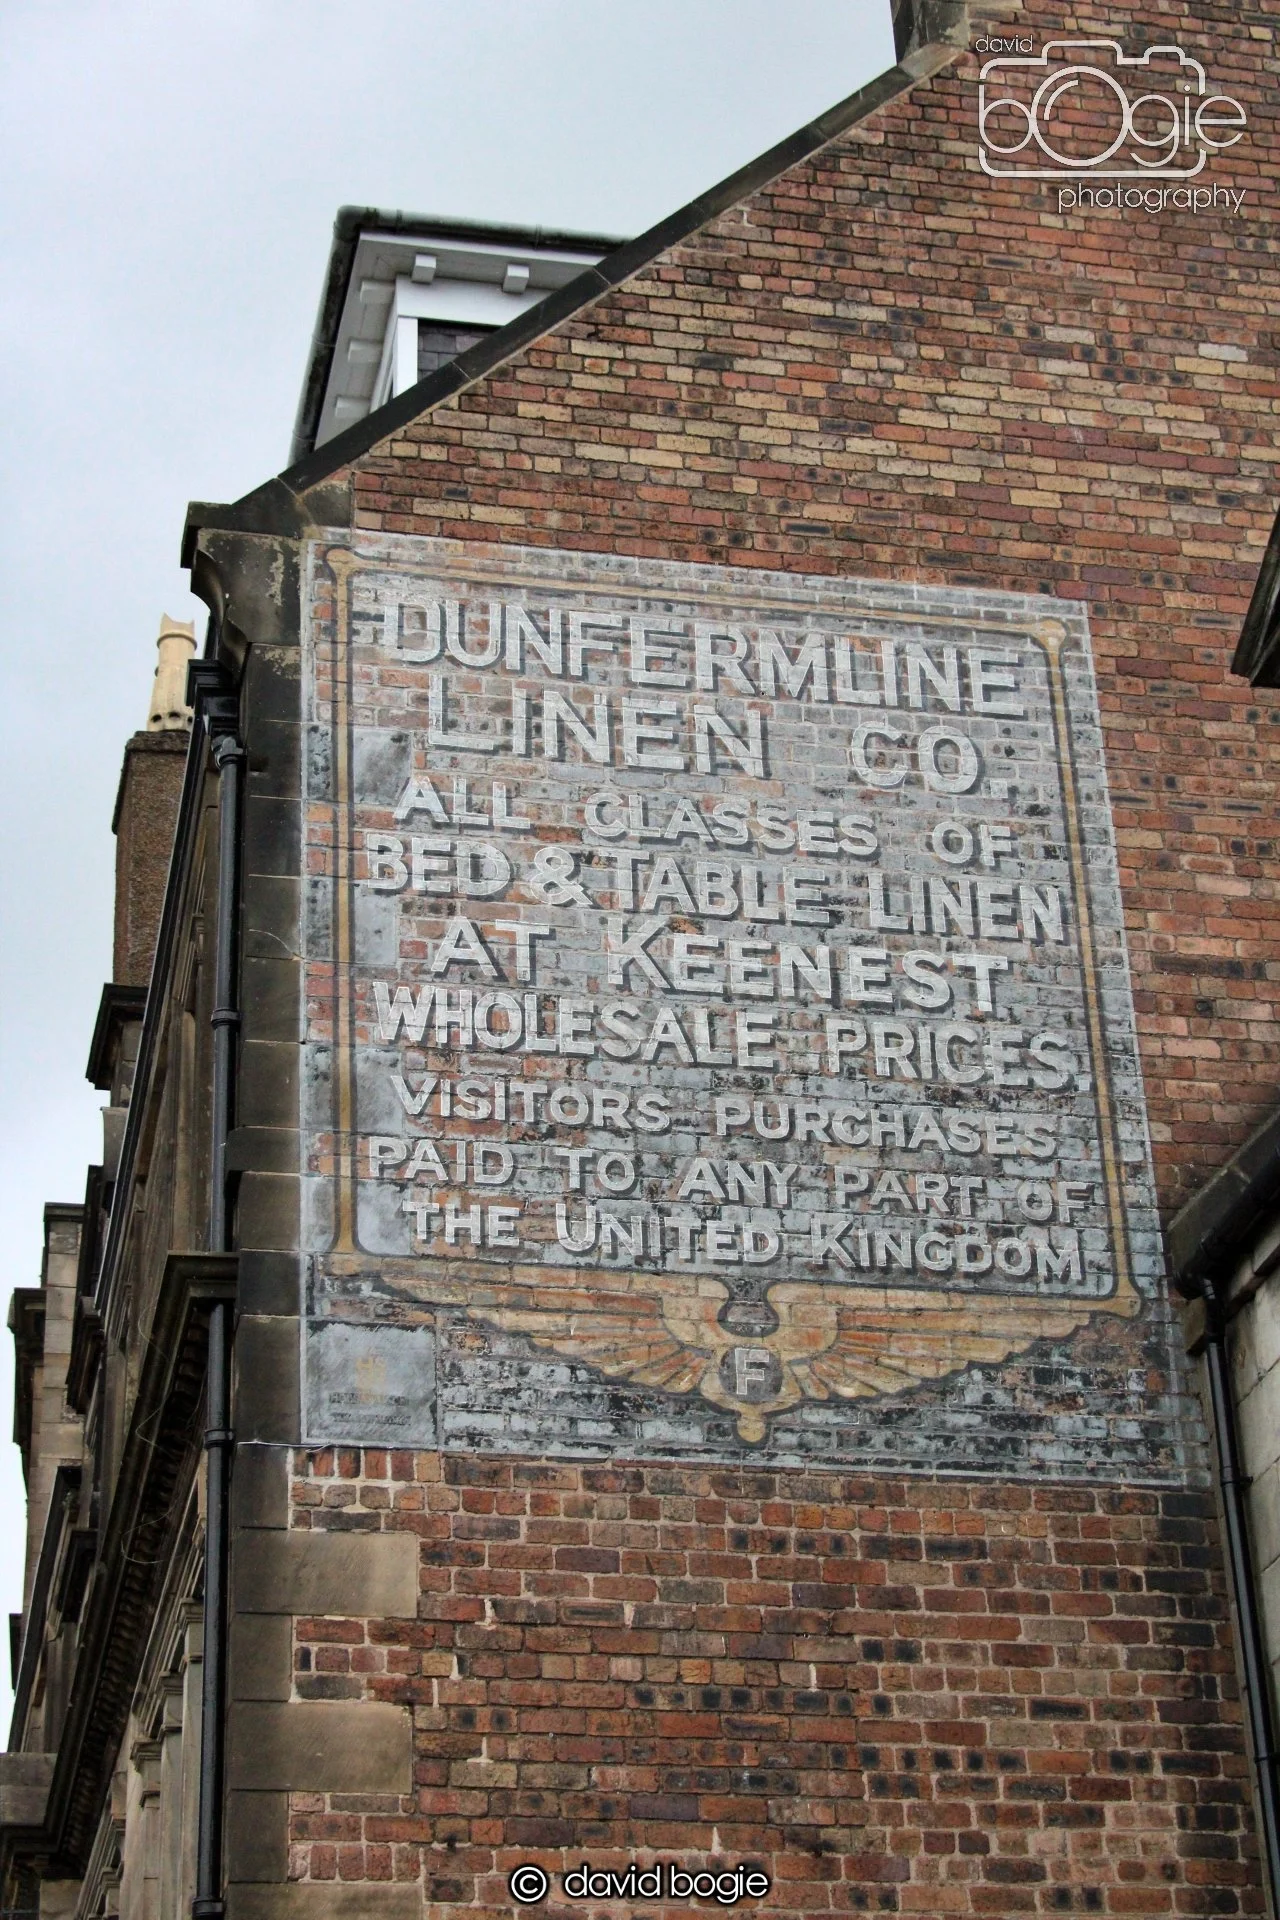 david
bogie
photography
DUNFERMLINE
LINEN CO.
ALL CLASSES OF
BED & TABLE LINEN
AT KEENEST
WHOLESALE PRICES.
VISITORS PURCHASES
PAID TO ANY PART OF
THE UNITED KINGDOM
F
© david bogie